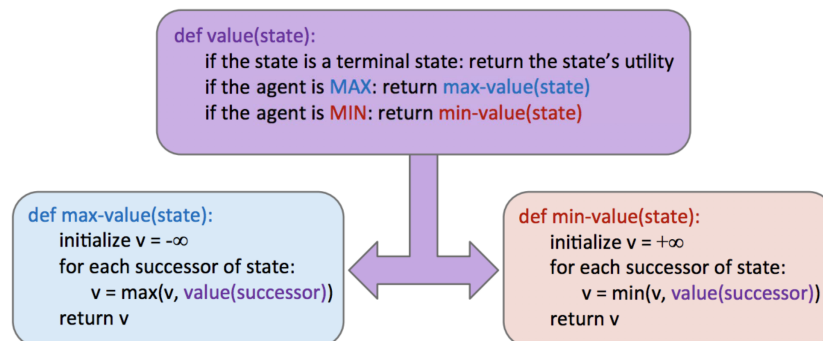 def value(state):
if the state is a terminal state: return the state’s utility
if the agent is MAX: return max-value(state)
if the agent is MIN: return min-value(state)
def max-value(state):
initialize v = -∞
for each successor of state:
v = max(v, value(successor))
return v
def min-value(state):
initialize v = +∞
for each successor of state:
v = min(v, value(successor))
return v